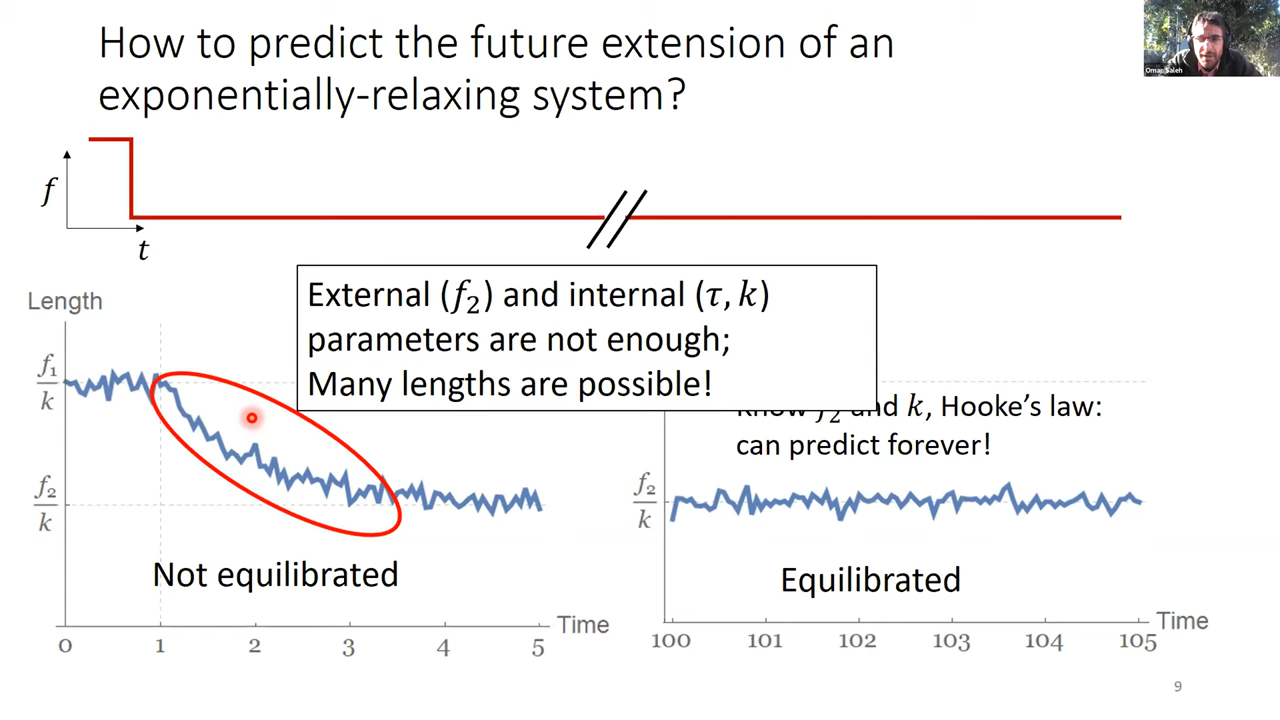 How to predict the future extension of an
exponentially-relaxing system?
Omar Saleh
f
t
External (f₂) and internal (τ, k)
parameters are not enough;
Many lengths are possible!
Length
f₁
k
f₂
k
Not equilibrated
0 1 2 3 4 5 Time
f₂ and k, Hooke's law:
can predict forever!
f₂
k
Equilibrated
100 101 102 103 104 105 Time
9